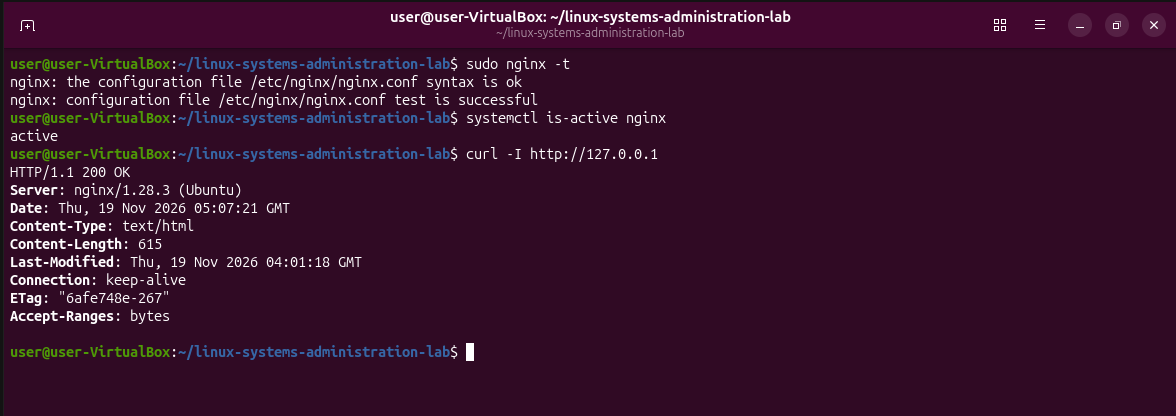 user@user-VirtualBox: ~/linux-systems-administration-lab
~/linux-systems-administration-lab
user@user-VirtualBox:~/linux-systems-administration-lab$ sudo nginx -t
nginx: the configuration file /etc/nginx/nginx.conf syntax is ok
nginx: configuration file /etc/nginx/nginx.conf test is successful
user@user-VirtualBox:~/linux-systems-administration-lab$ systemctl is-active nginx
active
user@user-VirtualBox:~/linux-systems-administration-lab$ curl -I http://127.0.0.1
HTTP/1.1 200 OK
Server: nginx/1.28.3 (Ubuntu)
Date: Thu, 19 Nov 2026 05:07:21 GMT
Content-Type: text/html
Content-Length: 615
Last-Modified: Thu, 19 Nov 2026 04:01:18 GMT
Connection: keep-alive
ETag: "6afe748e-267"
Accept-Ranges: bytes
user@user-VirtualBox:~/linux-systems-administration-lab$